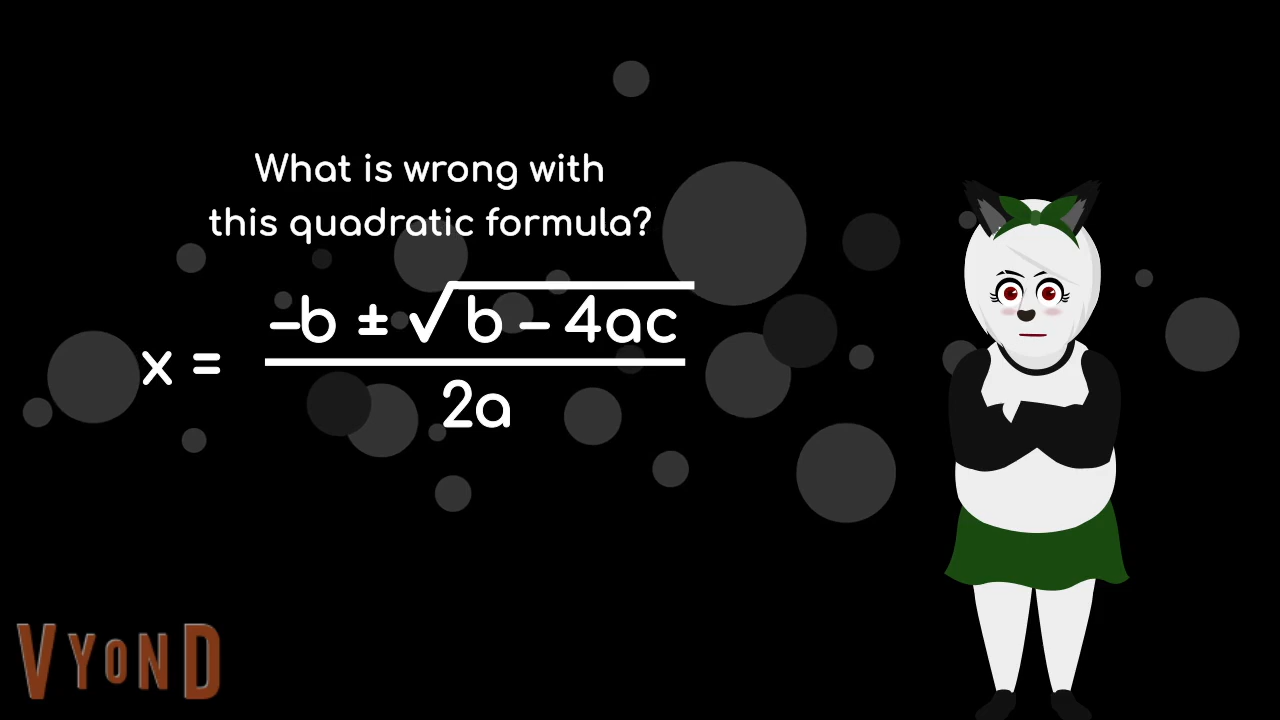 What is wrong with
this quadratic formula?
x = 
–b ± √b – 4ac
2a
VYOND